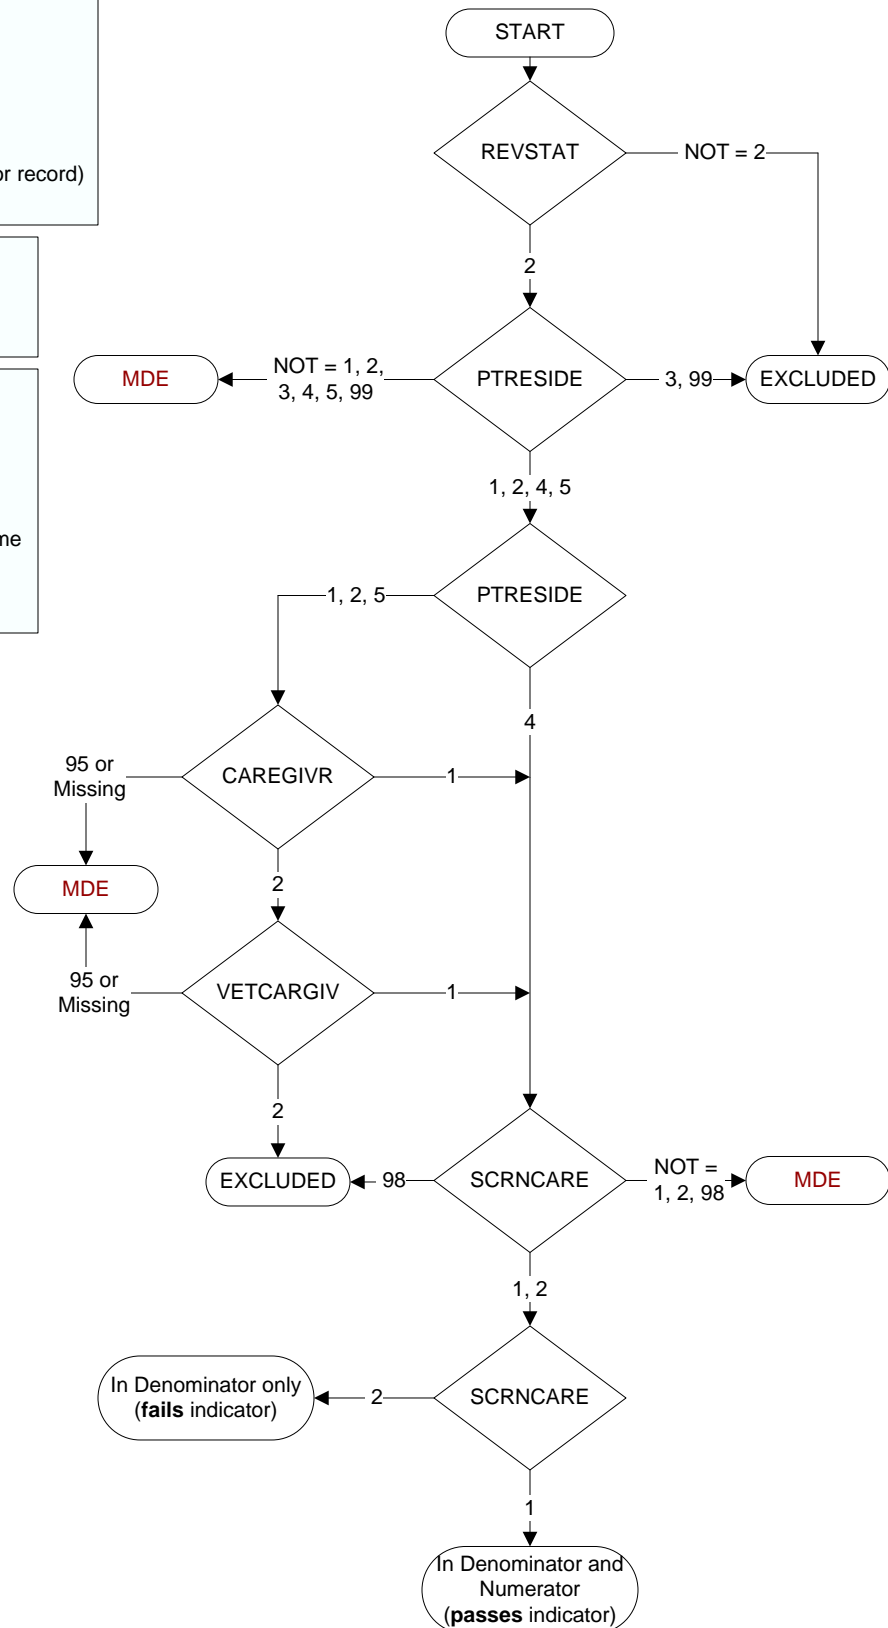 START
or record)
REVSTAT
NOT = 2
2
MDE
NOT = 1, 2,
3, 4, 5, 99
PTRESIDE
3, 99
EXCLUDED
1, 2, 4, 5
me
1, 2, 5
PTRESIDE
4
95 or
Missing
CAREGIVR
1
MDE
2
95 or
Missing
VETCARGIV
1
2
EXCLUDED
98
SCRNCARE
NOT =
1, 2, 98
MDE
1, 2
In Denominator only
(fails indicator)
2
SCRNCARE
1
In Denominator and
Numerator
(passes indicator)